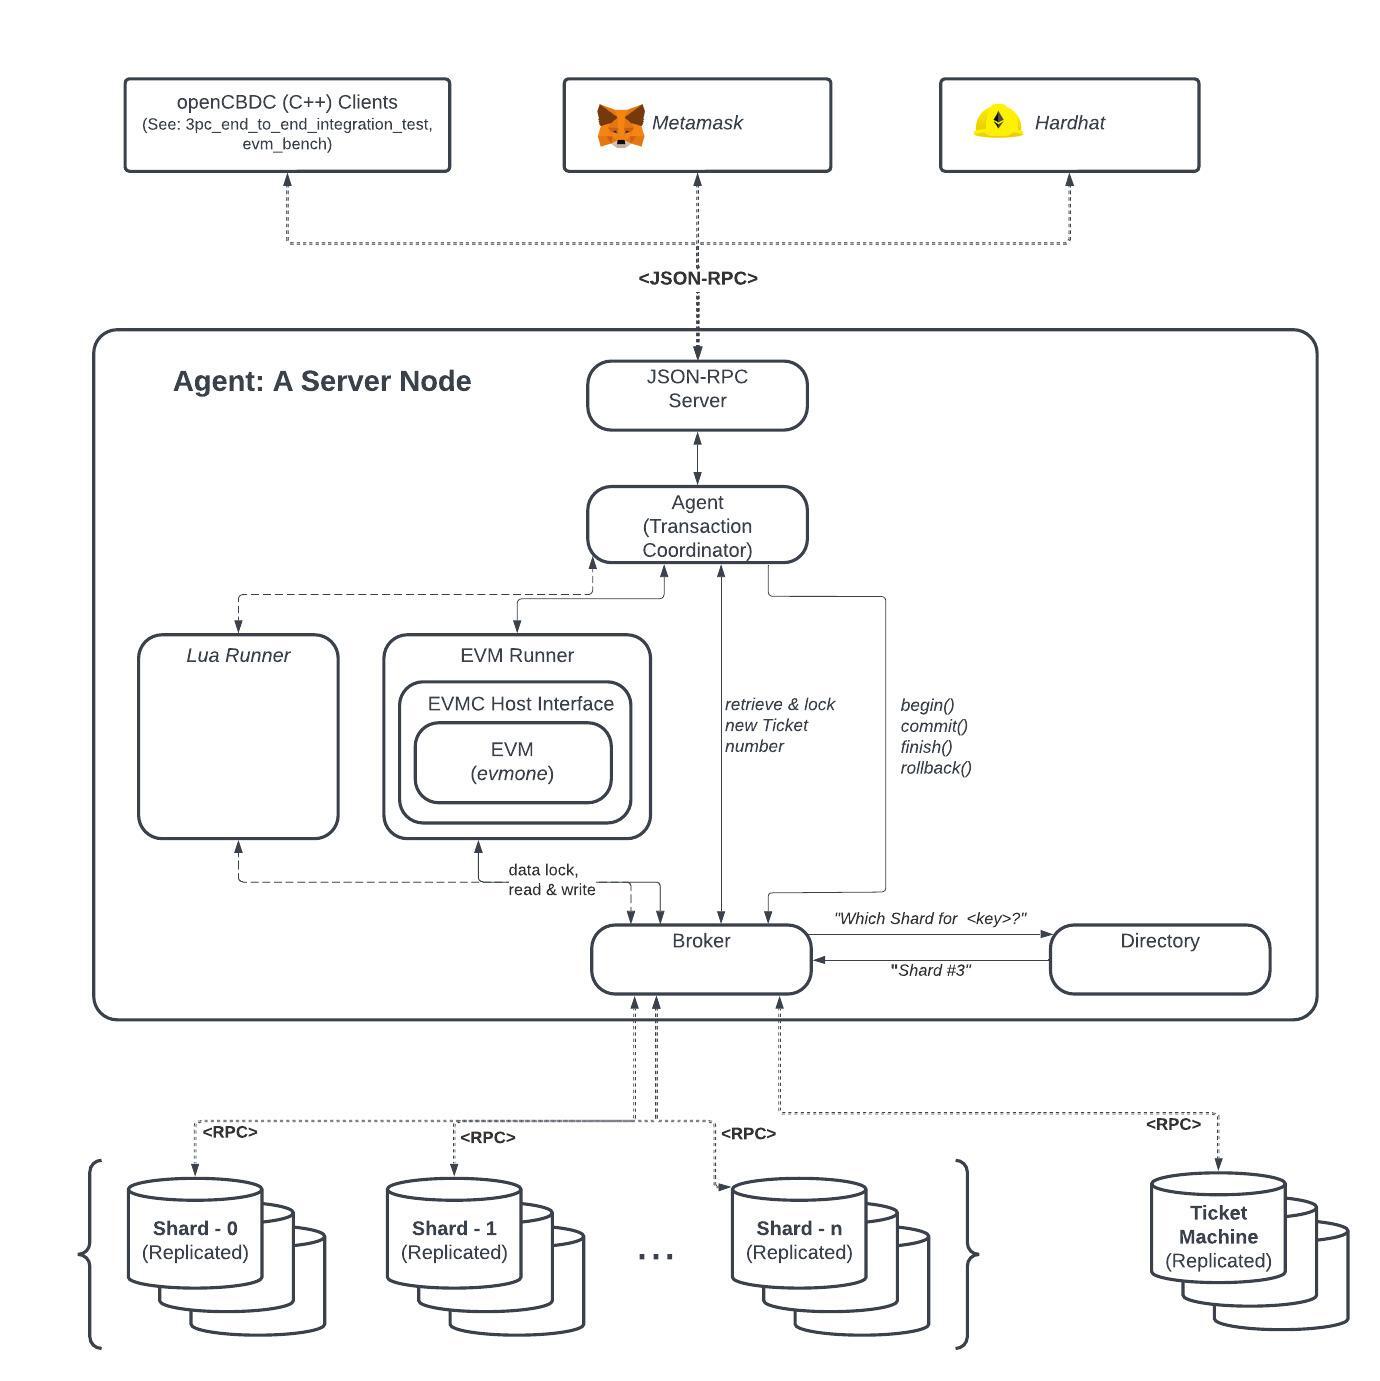 openCBDC (C++) Clients
(See: 3pc_end_to_end_integration_test,
evm_bench)
Metamask
Hardhat
<JSON-RPC>
Agent: A Server Node
JSON-RPC
Server
Agent
(Transaction
Coordinator)
Lua Runner
EVM Runner
EVMC Host Interface
EVM
(evmone)
retrieve & lock
new Ticket
number
begin()
commit()
finish()
rollback()
data lock,
read & write
Broker
"Which Shard for  <key>?"
"Shard #3"
Directory
<RPC>
<RPC>
<RPC>
<RPC>
Shard - 0
(Replicated)
Shard - 1
(Replicated)
...
Shard - n
(Replicated)
Ticket
Machine
(Replicated)